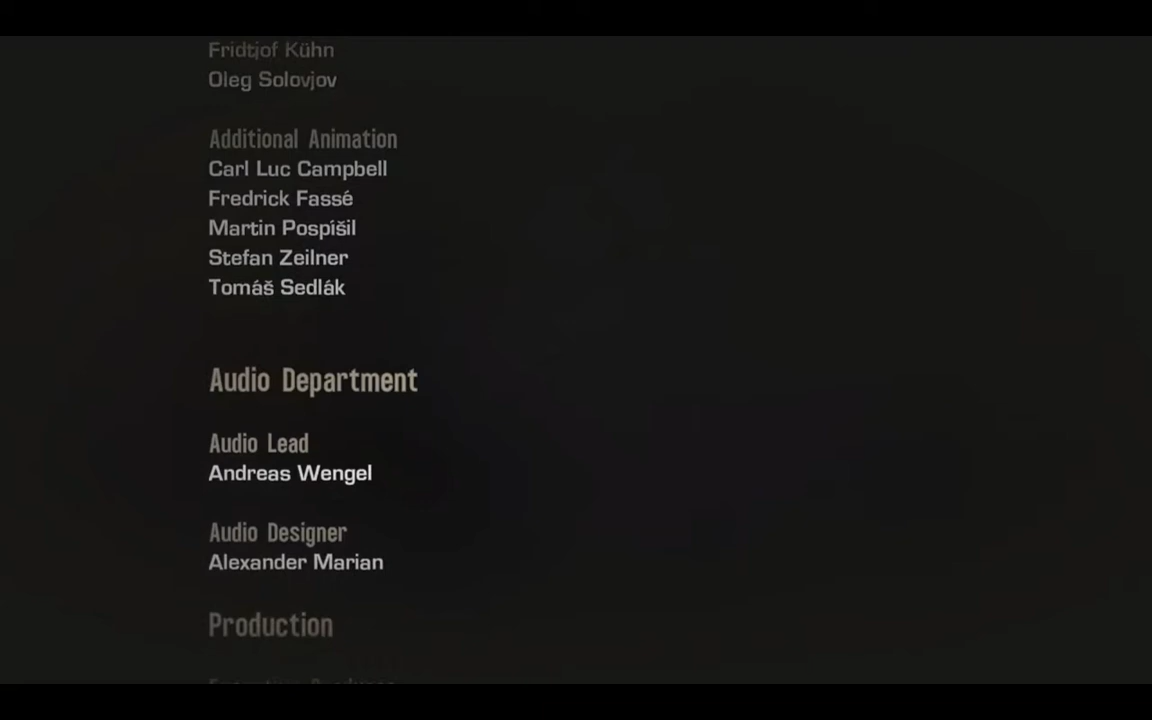 Fridtjof Kühn
Oleg Solovjov
Additional Animation
Carl Luc Campbell
Fredrick Fassé
Martin Pospíšil
Stefan Zeilner
Tomáš Sedlák
Audio Department
Audio Lead
Andreas Wengel
Audio Designer
Alexander Marian
Production